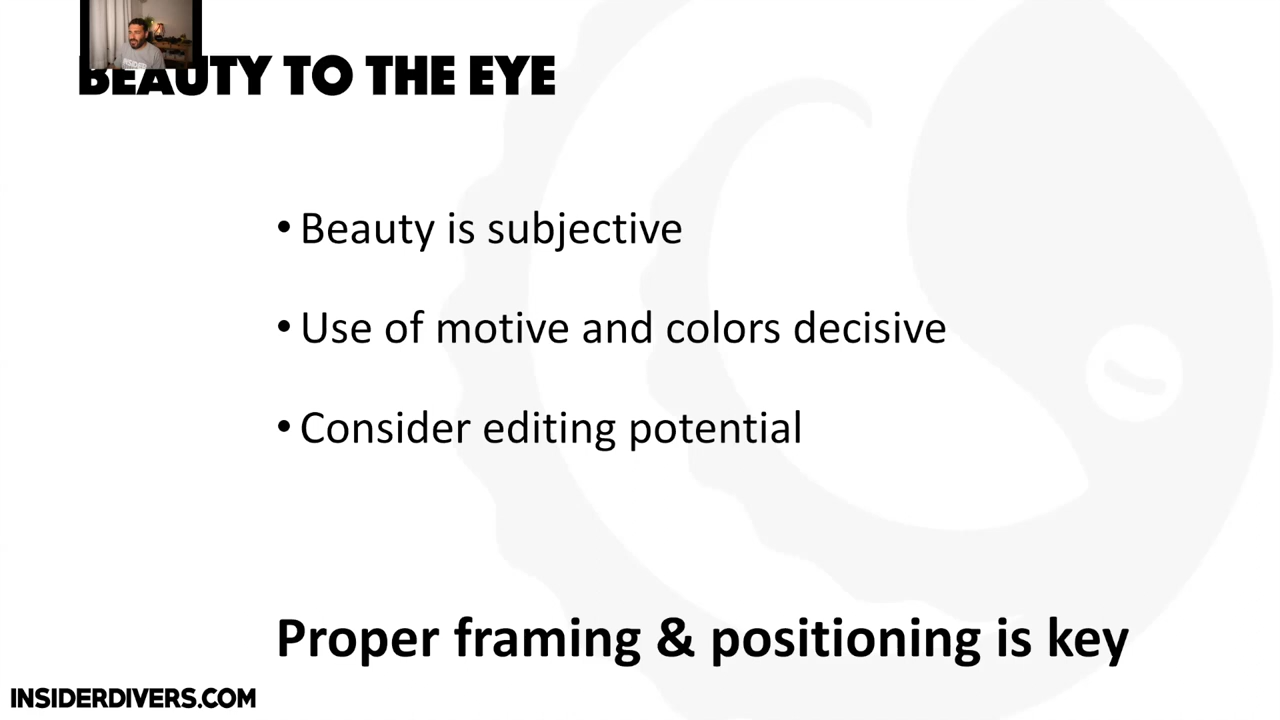 BEAUTY TO THE EYE
• Beauty is subjective
• Use of motive and colors decisive
• Consider editing potential
Proper framing & positioning is key
INSIDERDIVERS.COM